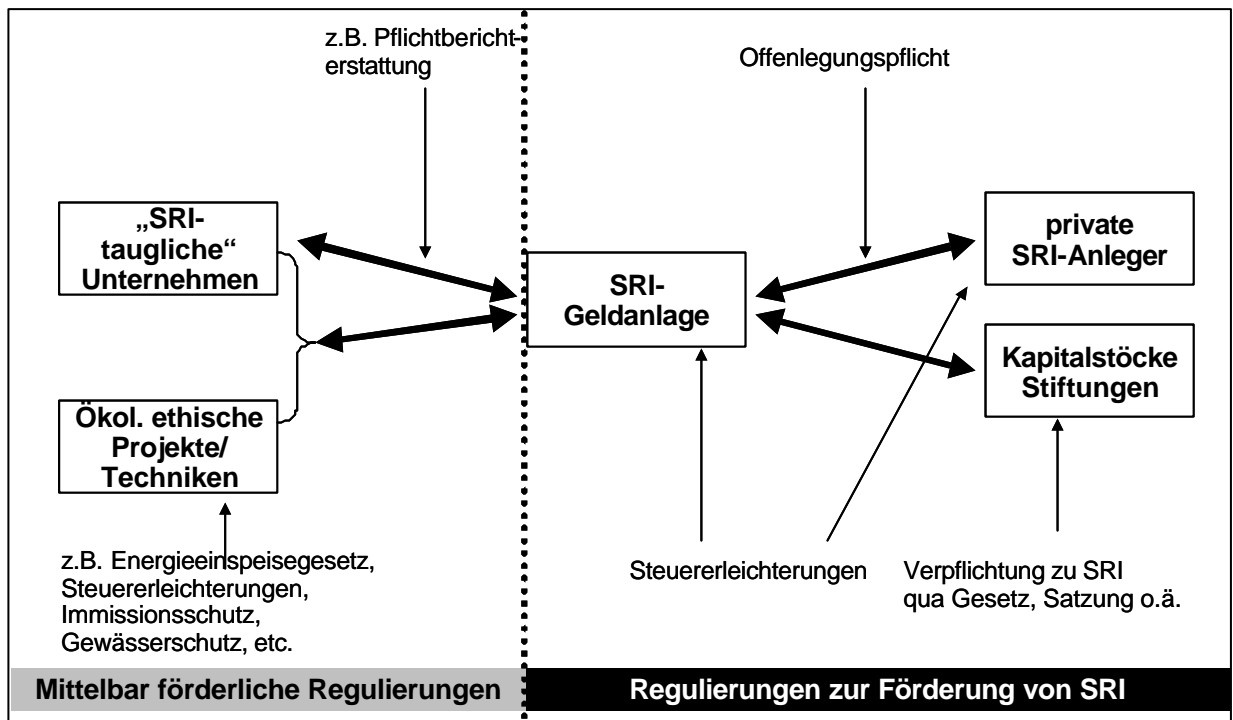 z.B. Pflichtbericht-
erstattung
Offenlegungspflicht
„SRI-
taugliche“
Unternehmen
private
SRI-Anleger
SRI-
Geldanlage
Kapitalstöcke
Stiftungen
Ökol. ethische
Projekte/
Techniken
z.B. Energieeinspeisegesetz,
Steuererleichterungen,
Immissionsschutz,
Gewässerschutz, etc.
Steuererleichterungen
Verpflichtung zu SRI
qua Gesetz, Satzung o.ä.
Mittelbar förderliche Regulierungen
Regulierungen zur Förderung von SRI